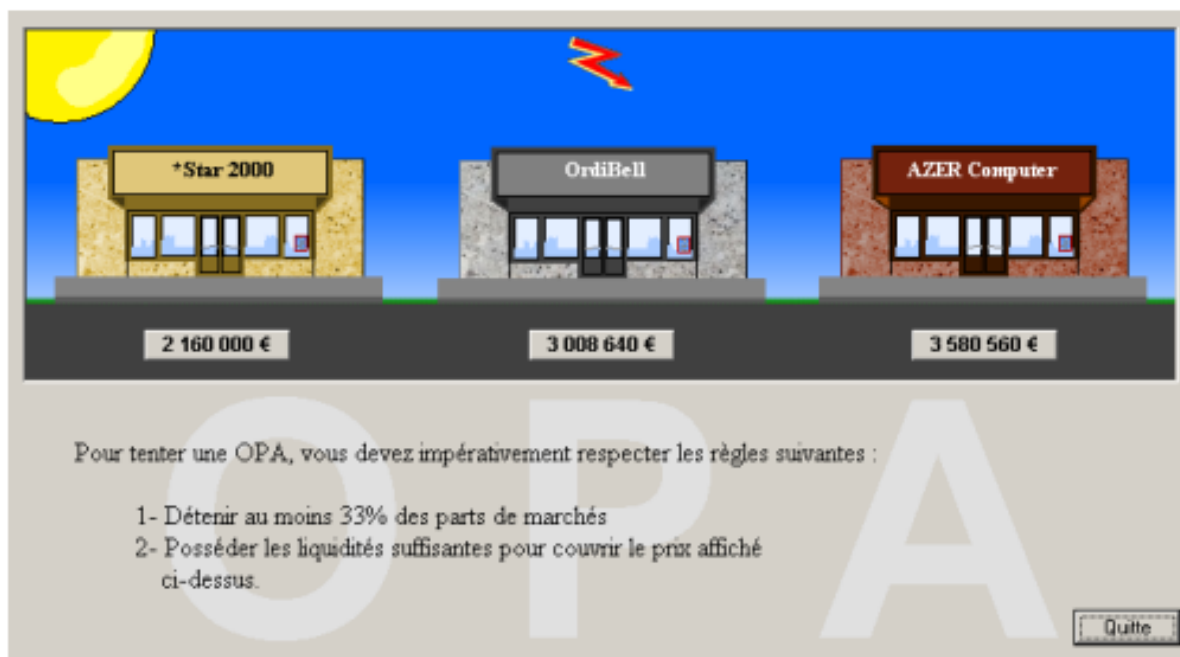 *Star 2000
OrdiBell
AZER Computer
2 160 000 €
3 008 640 €
3 580 560 €
OPA
Pour tenter une OPA, vous devez impérativement respecter les règles suivantes :
1- Détenir au moins 33% des parts de marchés
2- Posséder les liquidités suffisantes pour couvrir le prix affiché
ci-dessus.
Quitte